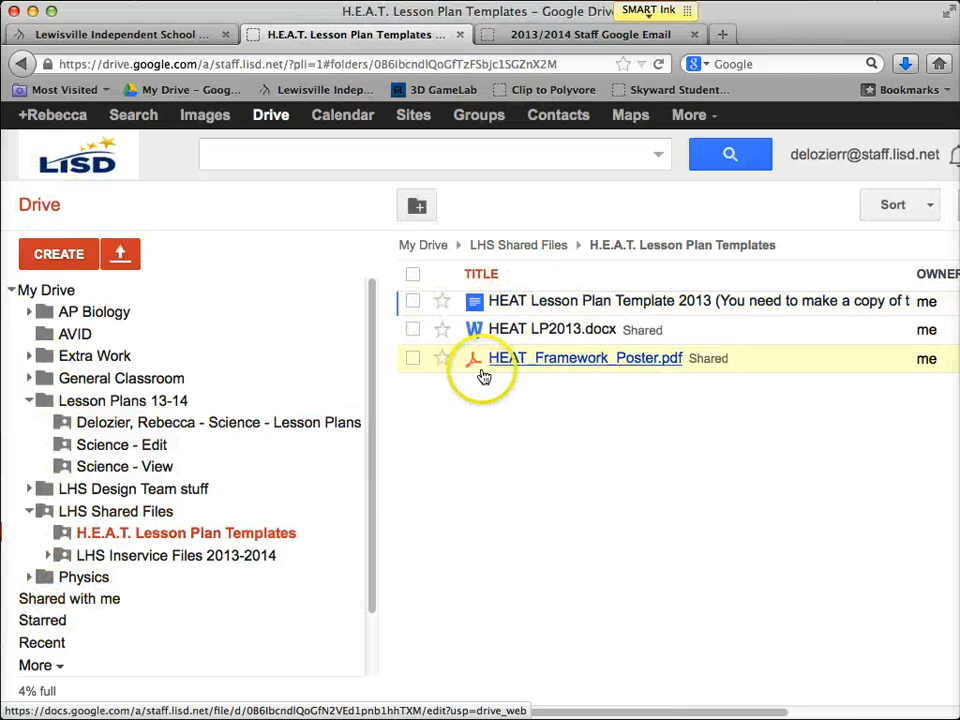 H.E.A.T. Lesson Plan Templates - Google Drive
SMART Ink
Lewisville Independent School ...
H.E.A.T. Lesson Plan Templates ...
2013/2014 Staff Google Email
https://drive.google.com/a/staff.lisd.net/?pli=1#folders/0B6IbcndlQoGfTzFSbjc1SGZnX2M
Google
Most Visited
My Drive – Goog...
Lewisville Indep...
GL 3D GameLab
Clip to Polyvore
Skyward Student...
Bookmarks
+Rebecca Search Images Drive Calendar Sites Groups Contacts Maps More
LISD
delozierr@staff.lisd.net
Drive
Sort
CREATE
My Drive LHS Shared Files H.E.A.T. Lesson Plan Templates
TITLE OWNER
HEAT Lesson Plan Template 2013 (You need to make a copy of t me
HEAT LP2013.docx Shared me
HEAT_Framework_Poster.pdf Shared me
My Drive
AP Biology
AVID
Extra Work
General Classroom
Lesson Plans 13-14
Delozier, Rebecca - Science - Lesson Plans
Science - Edit
Science - View
LHS Design Team stuff
LHS Shared Files
H.E.A.T. Lesson Plan Templates
LHS Inservice Files 2013-2014
Physics
Shared with me
Starred
Recent
More
4% full
https://docs.google.com/a/staff.lisd.net/file/d/0B6IbcndlQoGfN2VEd1pnb1hhTXM/edit?usp=drive_web